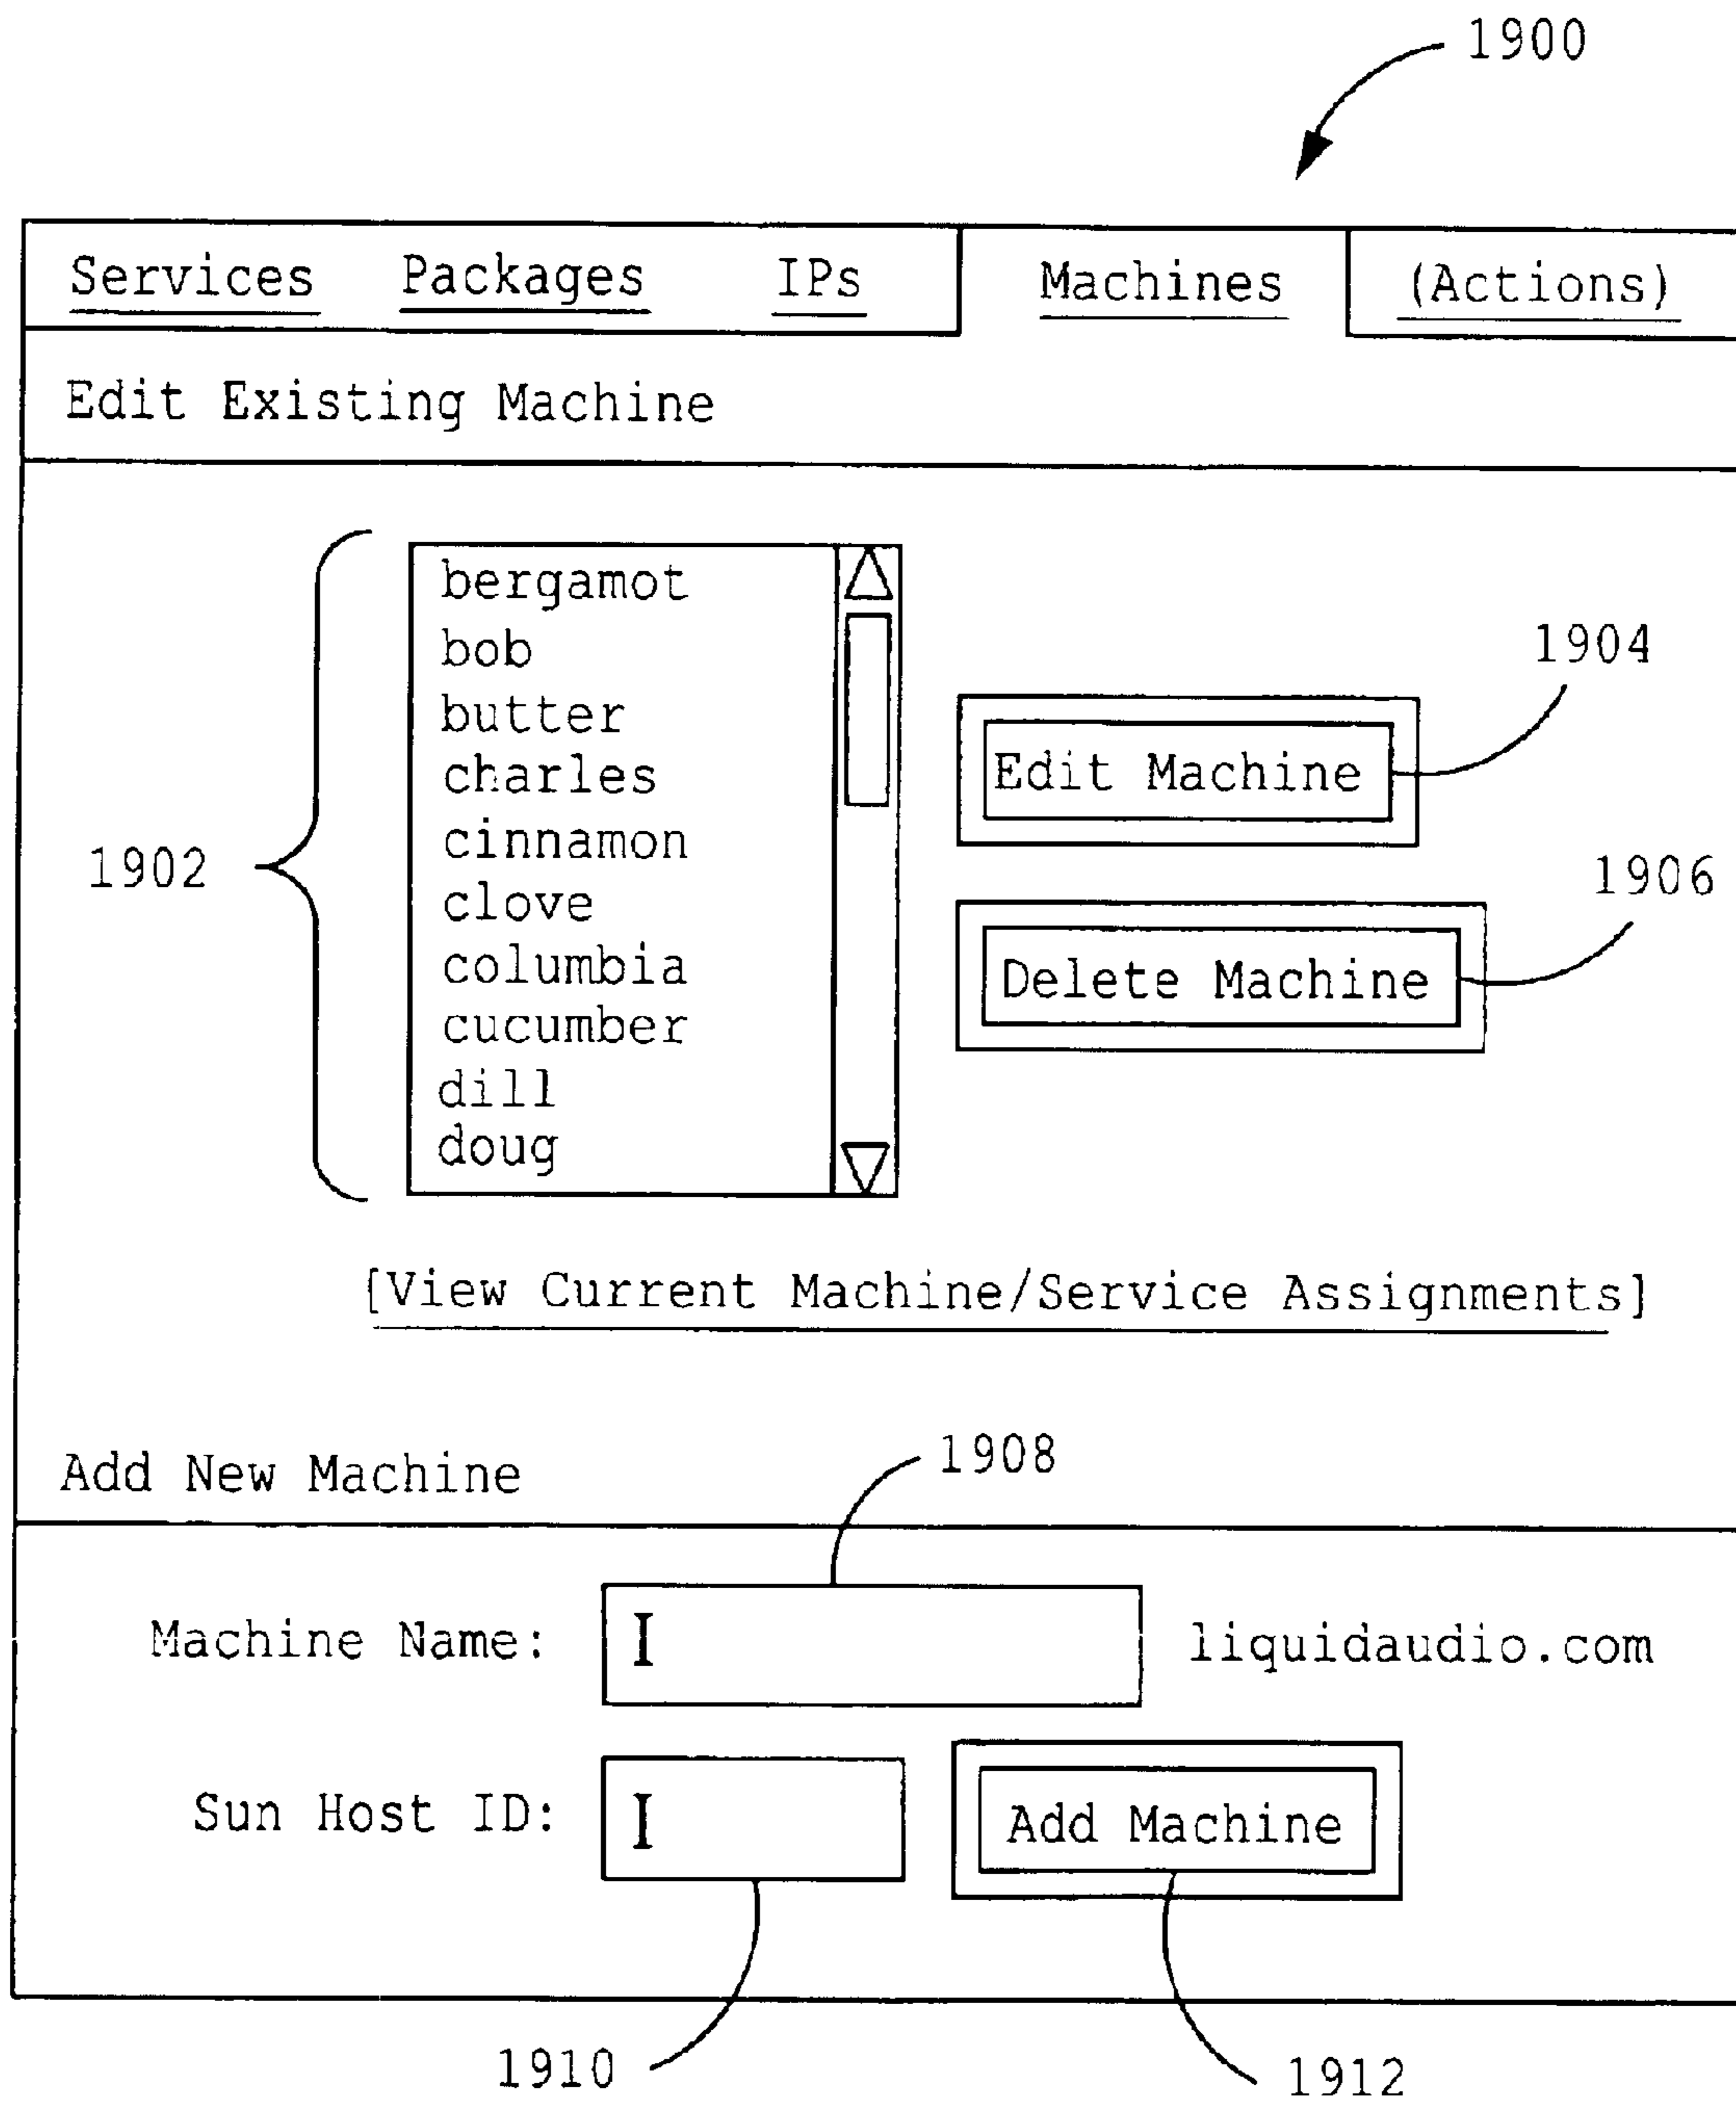 1900
Services Packages IPs Machines (Actions)
Edit Existing Machine
bergamot
bob
butter
charles
cinnamon
clove
columbia
cucumber
dill
doug
1902
Edit Machine
1904
Delete Machine
1906
[View Current Machine/Service Assignments]
Add New Machine
1908
Machine Name: I liquidaudio.com
Sun Host ID: I Add Machine
1910 1912